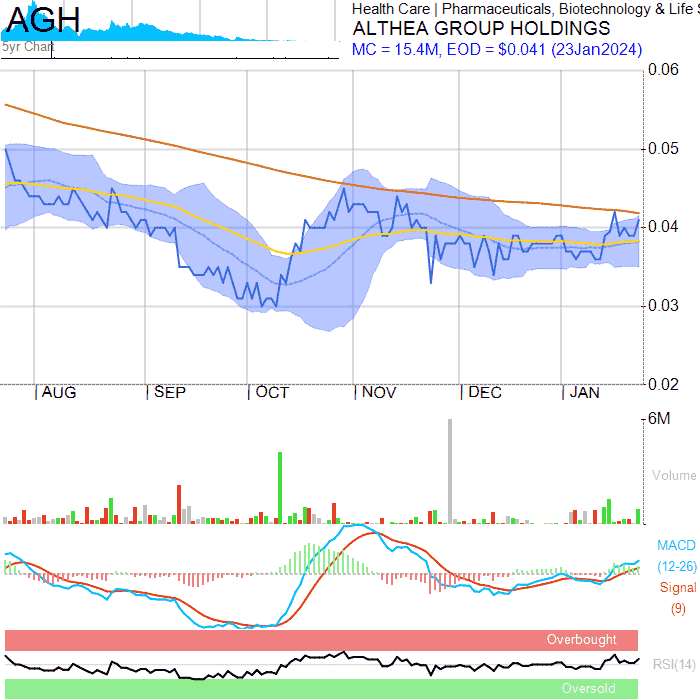 AGH
Health Care | Pharmaceuticals, Biotechnology & Life S
ALTHEA GROUP HOLDINGS
MC = 15.4M, EOD = $0.041 (23Jan2024)
5yr Chart
0.06
0.05
0.04
0.03
0.02
AUG SEP OCT NOV DEC JAN
6M
Volume
MACD
(12-26)
Signal
(9)
Overbought
RSI(14)
Oversold